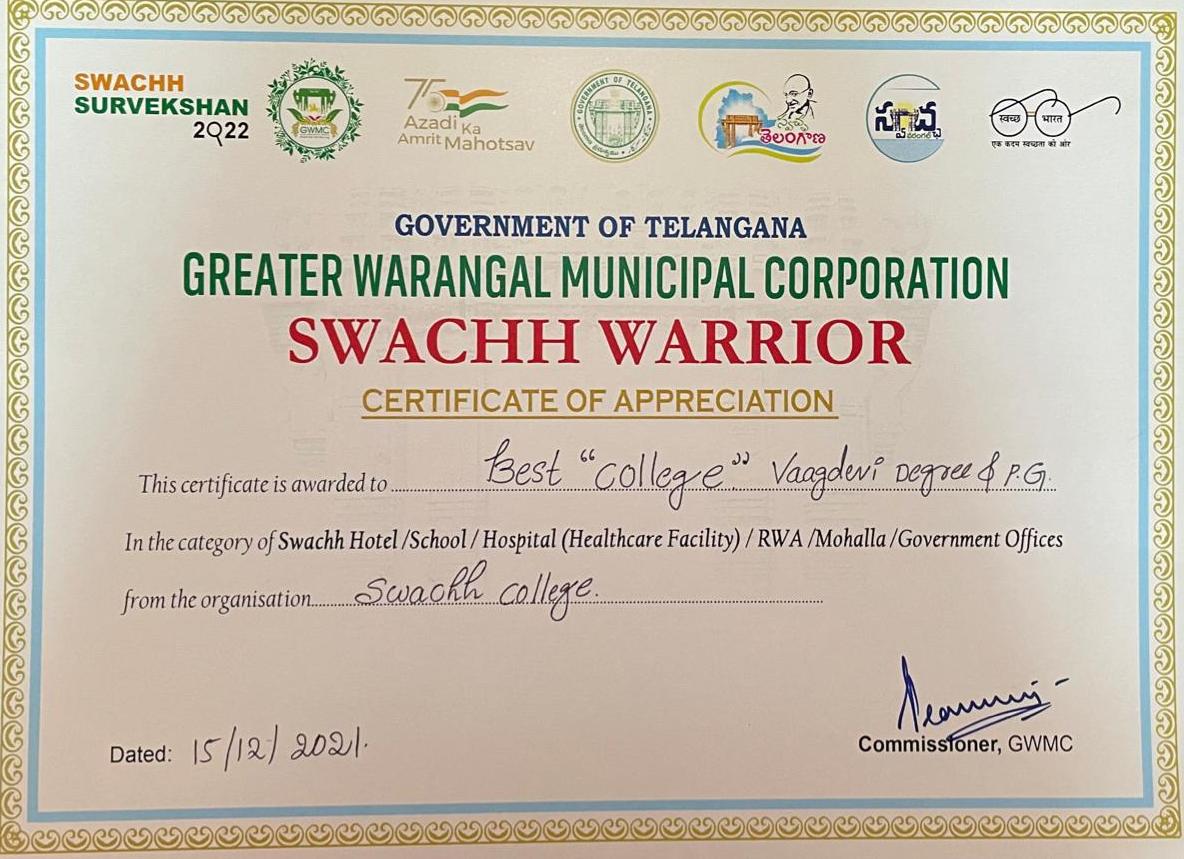 SWACHH
SURVEKSHAN
2022
GWMC
75
Azadi Ka
Amrit Mahotsav
GOVERNMENT OF TELANGANA
తెలంగాణ
స్వచ్ఛ
స్వच्छ भारत
एक कदम स्वच्छता की ओर
GOVERNMENT OF TELANGANA
GREATER WARANGAL MUNICIPAL CORPORATION
SWACHH WARRIOR
CERTIFICATE OF APPRECIATION
This certificate is awarded to Best "College" Vaagdevi Degree & P.G.
In the category of Swachh Hotel /School / Hospital (Healthcare Facility) / RWA /Mohalla /Government Offices
from the organisation Swachh college.
Dated: 15/12/2021.
Commissioner, GWMC